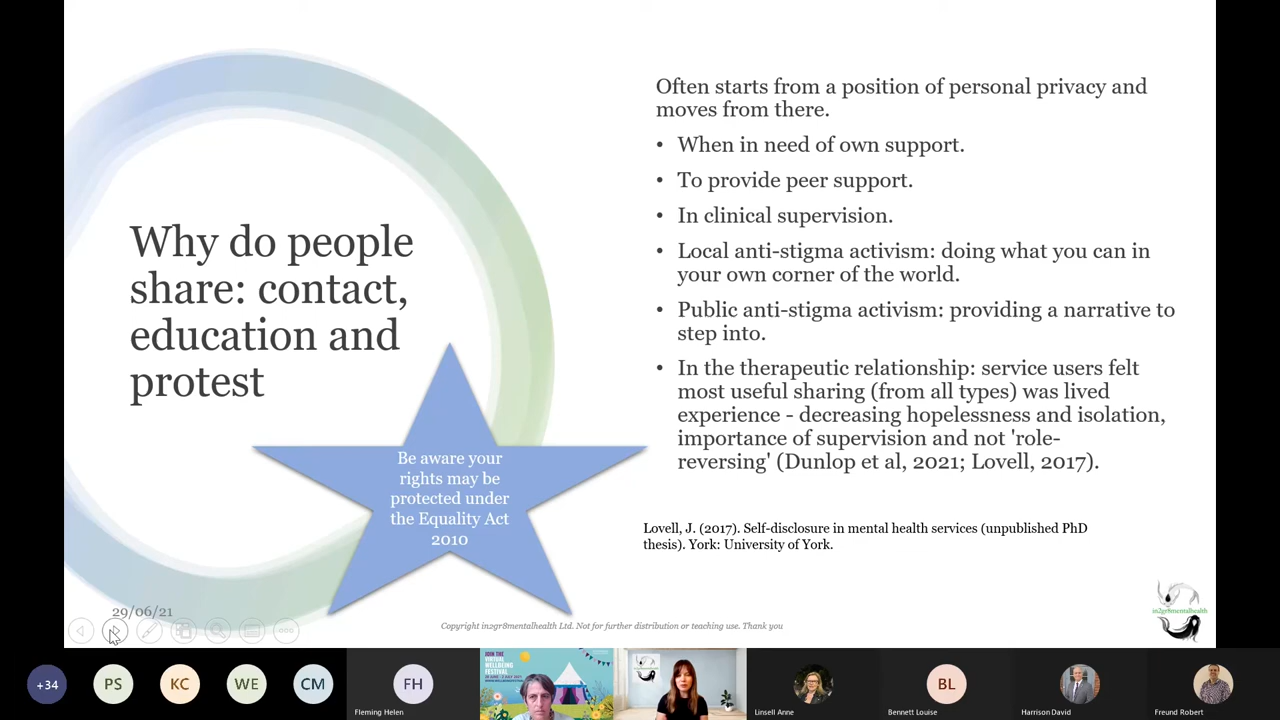 Often starts from a position of personal privacy and
moves from there.
• When in need of own support.
• To provide peer support.
• In clinical supervision.
• Local anti-stigma activism: doing what you can in
your own corner of the world.
• Public anti-stigma activism: providing a narrative to
step into.
• In the therapeutic relationship: service users felt
most useful sharing (from all types) was lived
experience - decreasing hopelessness and isolation,
importance of supervision and not 'role-
reversing' (Dunlop et al, 2021; Lovell, 2017).
Why do people
share: contact,
education and
protest
Be aware your
rights may be
protected under
the Equality Act
2010
Lovell, J. (2017). Self-disclosure in mental health services (unpublished PhD
thesis). York: University of York.
29/06/21
Copyright in2gr8mentalhealth Ltd. Not for further distribution or teaching use. Thank you
in2gr8mentalhealth
+34
PS
KC
WE
CM
FH
Fleming Helen
JOIN THE
VIRTUAL
WELLBEING
FESTIVAL
Linsell Anne
BL
Bennett Louise
Harrison David
Freund Robert